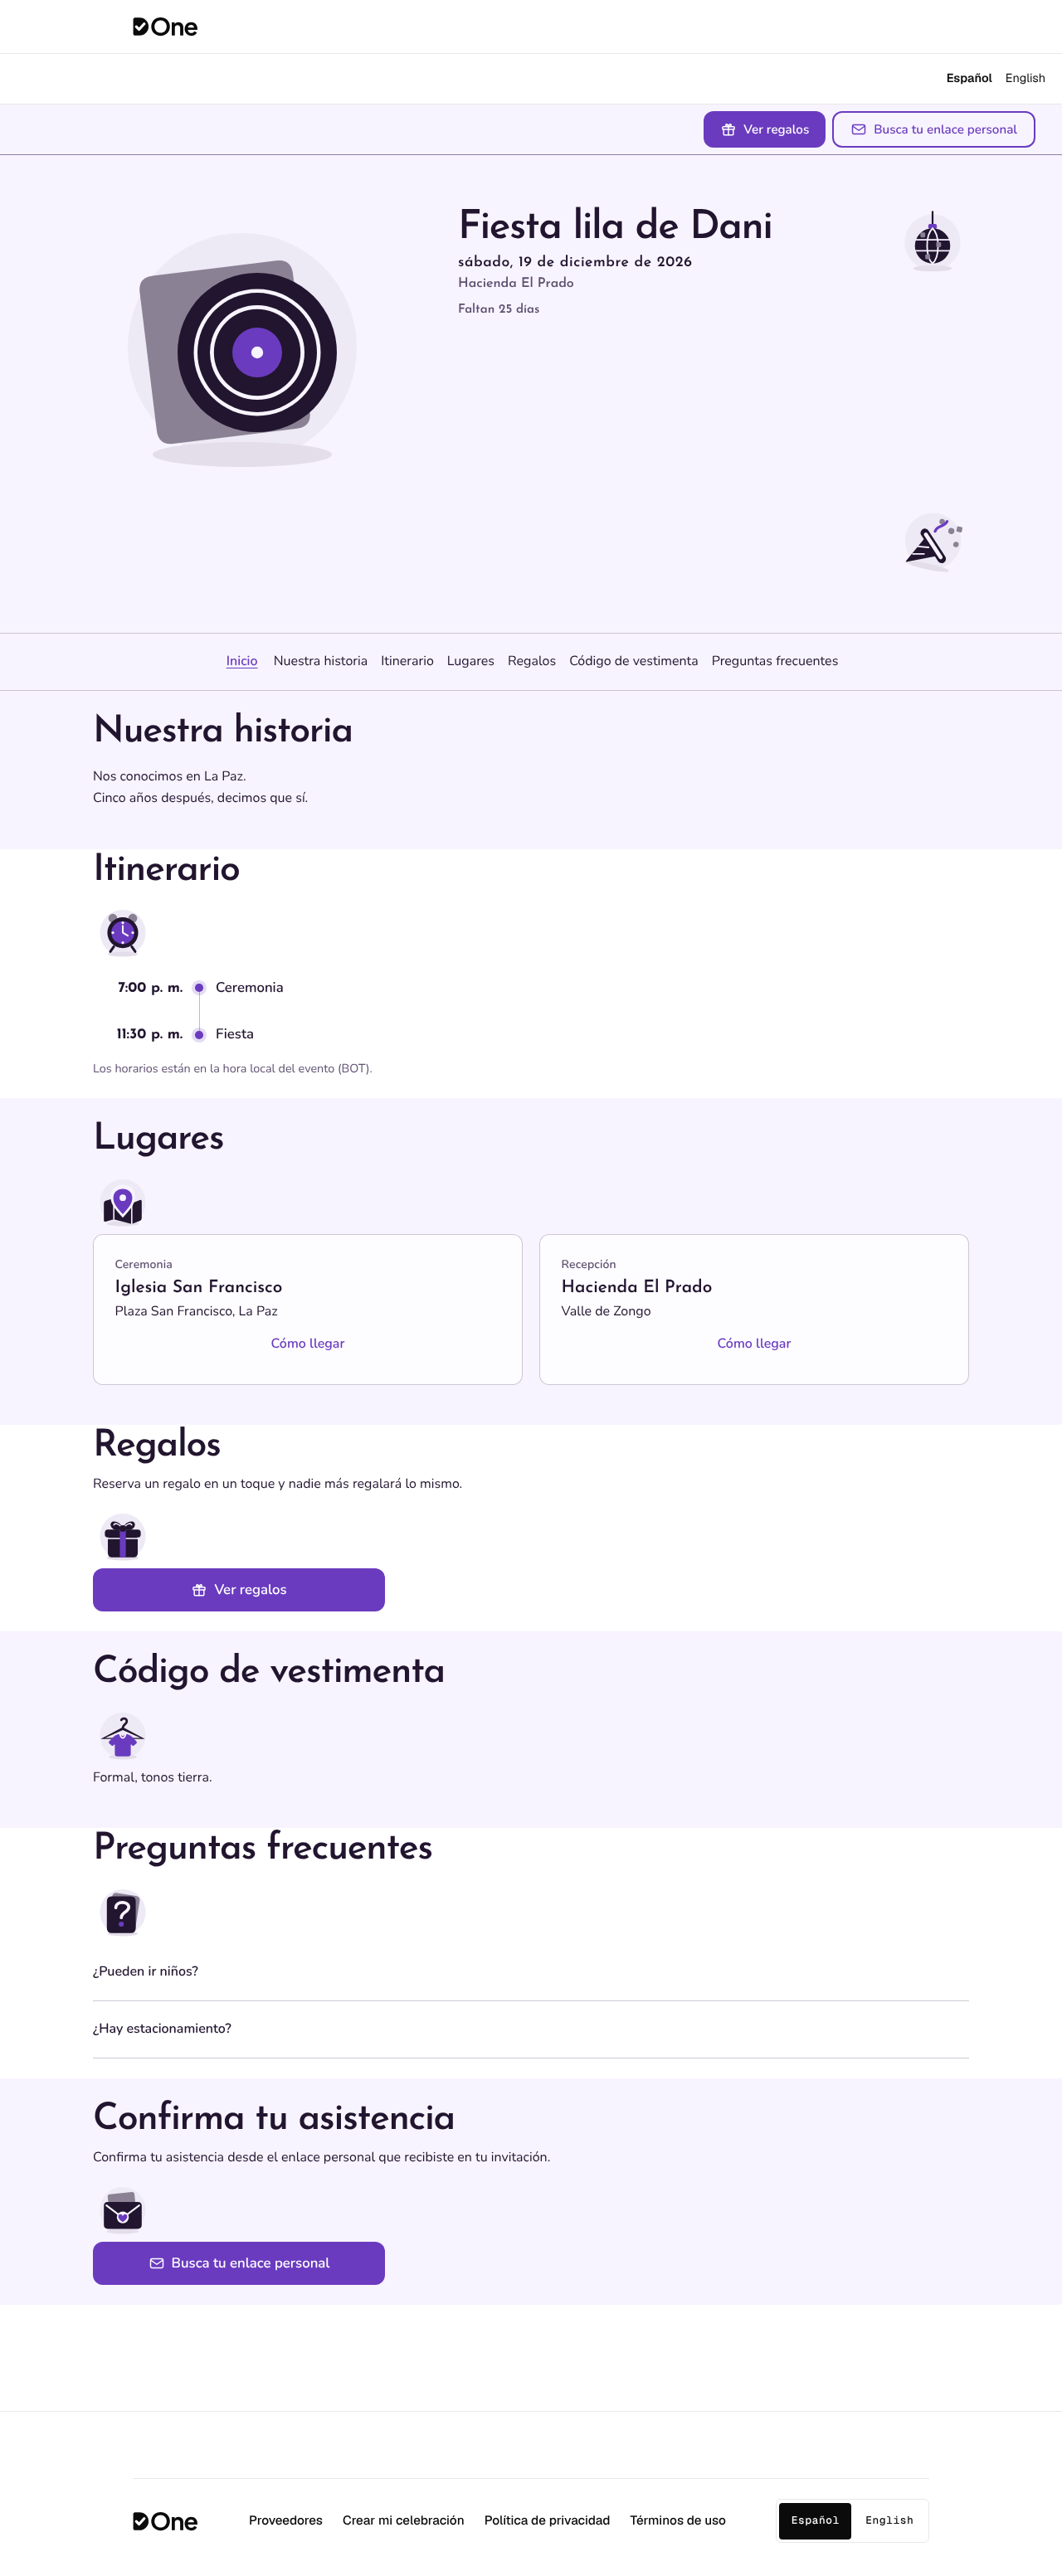 One
Español English
Ver regalos Busca tu enlace personal
Fiesta lila de Dani
sábado, 19 de diciembre de 2026
Hacienda El Prado
Faltan 25 días
Inicio Nuestra historia Itinerario Lugares Regalos Código de vestimenta Preguntas frecuentes
Nuestra historia
Nos conocimos en La Paz.
Cinco años después, decimos que sí.
Itinerario
7:00 p. m. Ceremonia
11:30 p. m. Fiesta
Los horarios están en la hora local del evento (BOT).
Lugares
Ceremonia
Iglesia San Francisco
Plaza San Francisco, La Paz
Cómo llegar
Recepción
Hacienda El Prado
Valle de Zongo
Cómo llegar
Regalos
Reserva un regalo en un toque y nadie más regalará lo mismo.
Ver regalos
Código de vestimenta
Formal, tonos tierra.
Preguntas frecuentes
?
¿Pueden ir niños?
¿Hay estacionamiento?
Confirma tu asistencia
Confirma tu asistencia desde el enlace personal que recibiste en tu invitación.
Busca tu enlace personal
One Proveedores Crear mi celebración Política de privacidad Términos de uso Español English